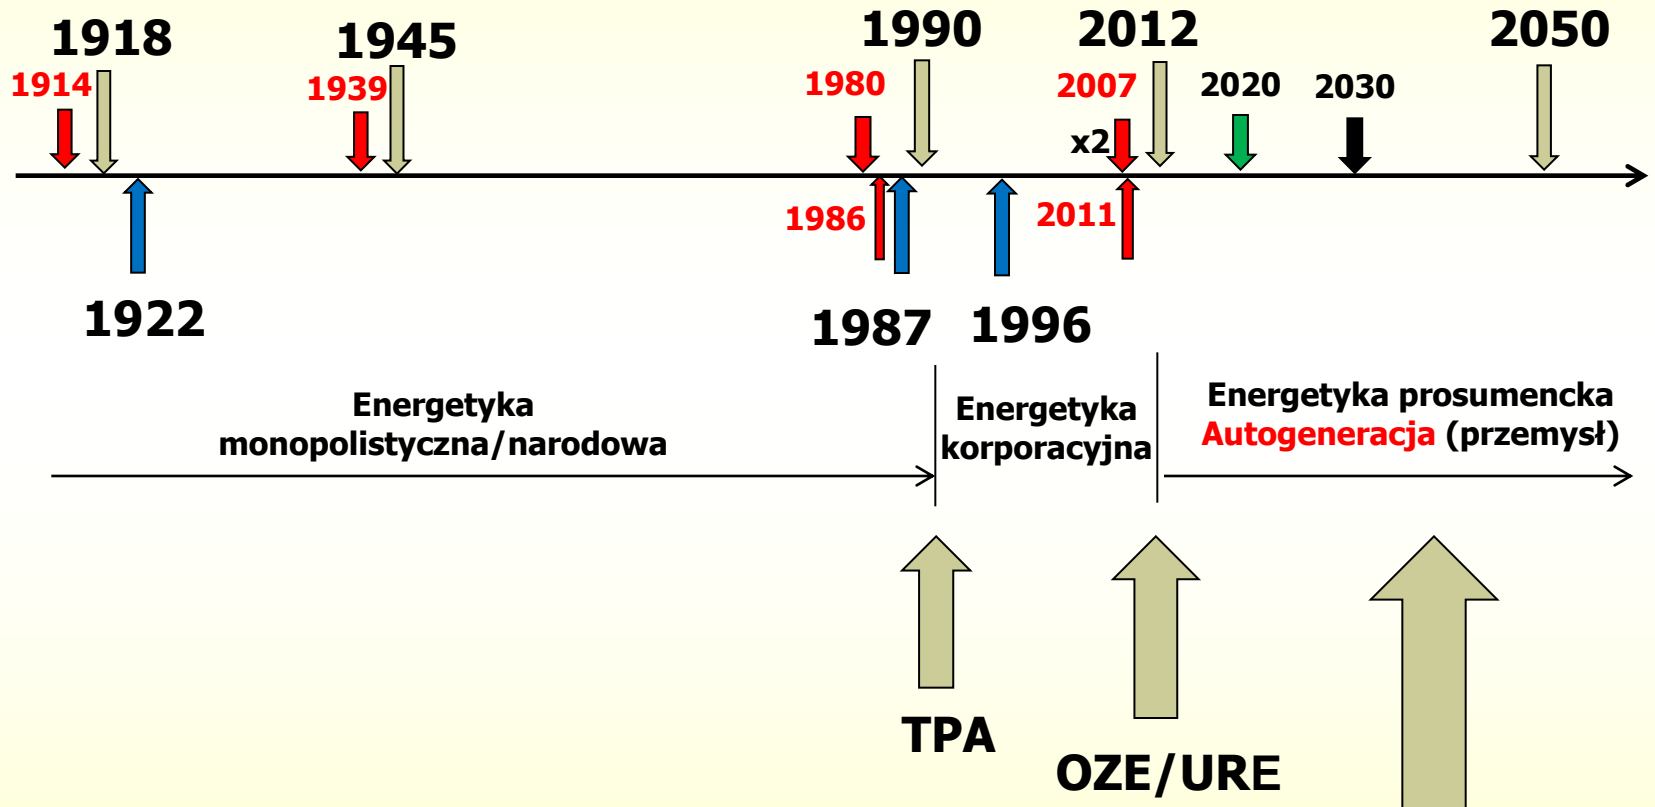 1918
1945
1990
2012
2050
1914
1939
1980
2007
2020
2030
x2
1986
2011
1922
1987
1996
Energetyka
monopolistyczna/narodowa
Energetyka
korporacyjna
Energetyka prosumencka
Autogeneracja (przemysł)
TPA
OZE/URE